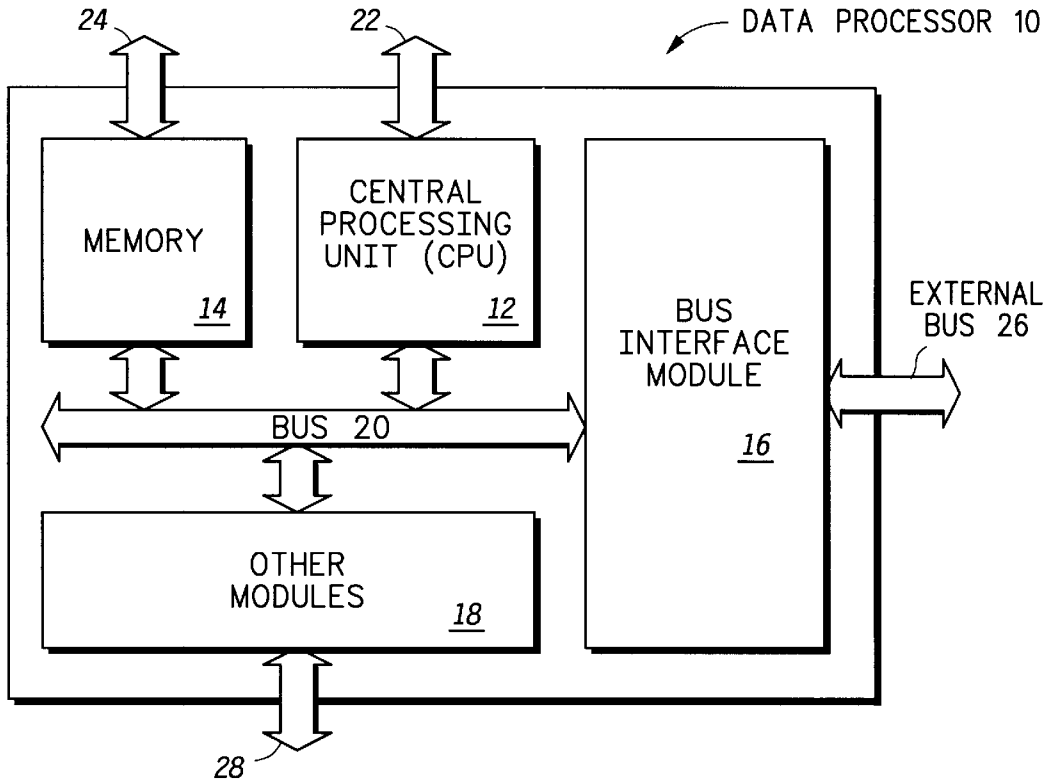 24
22
DATA PROCESSOR 10
MEMORY
14
CENTRAL
PROCESSING
UNIT (CPU)
12
BUS
INTERFACE
MODULE
16
EXTERNAL
BUS 26
BUS 20
OTHER
MODULES
18
28